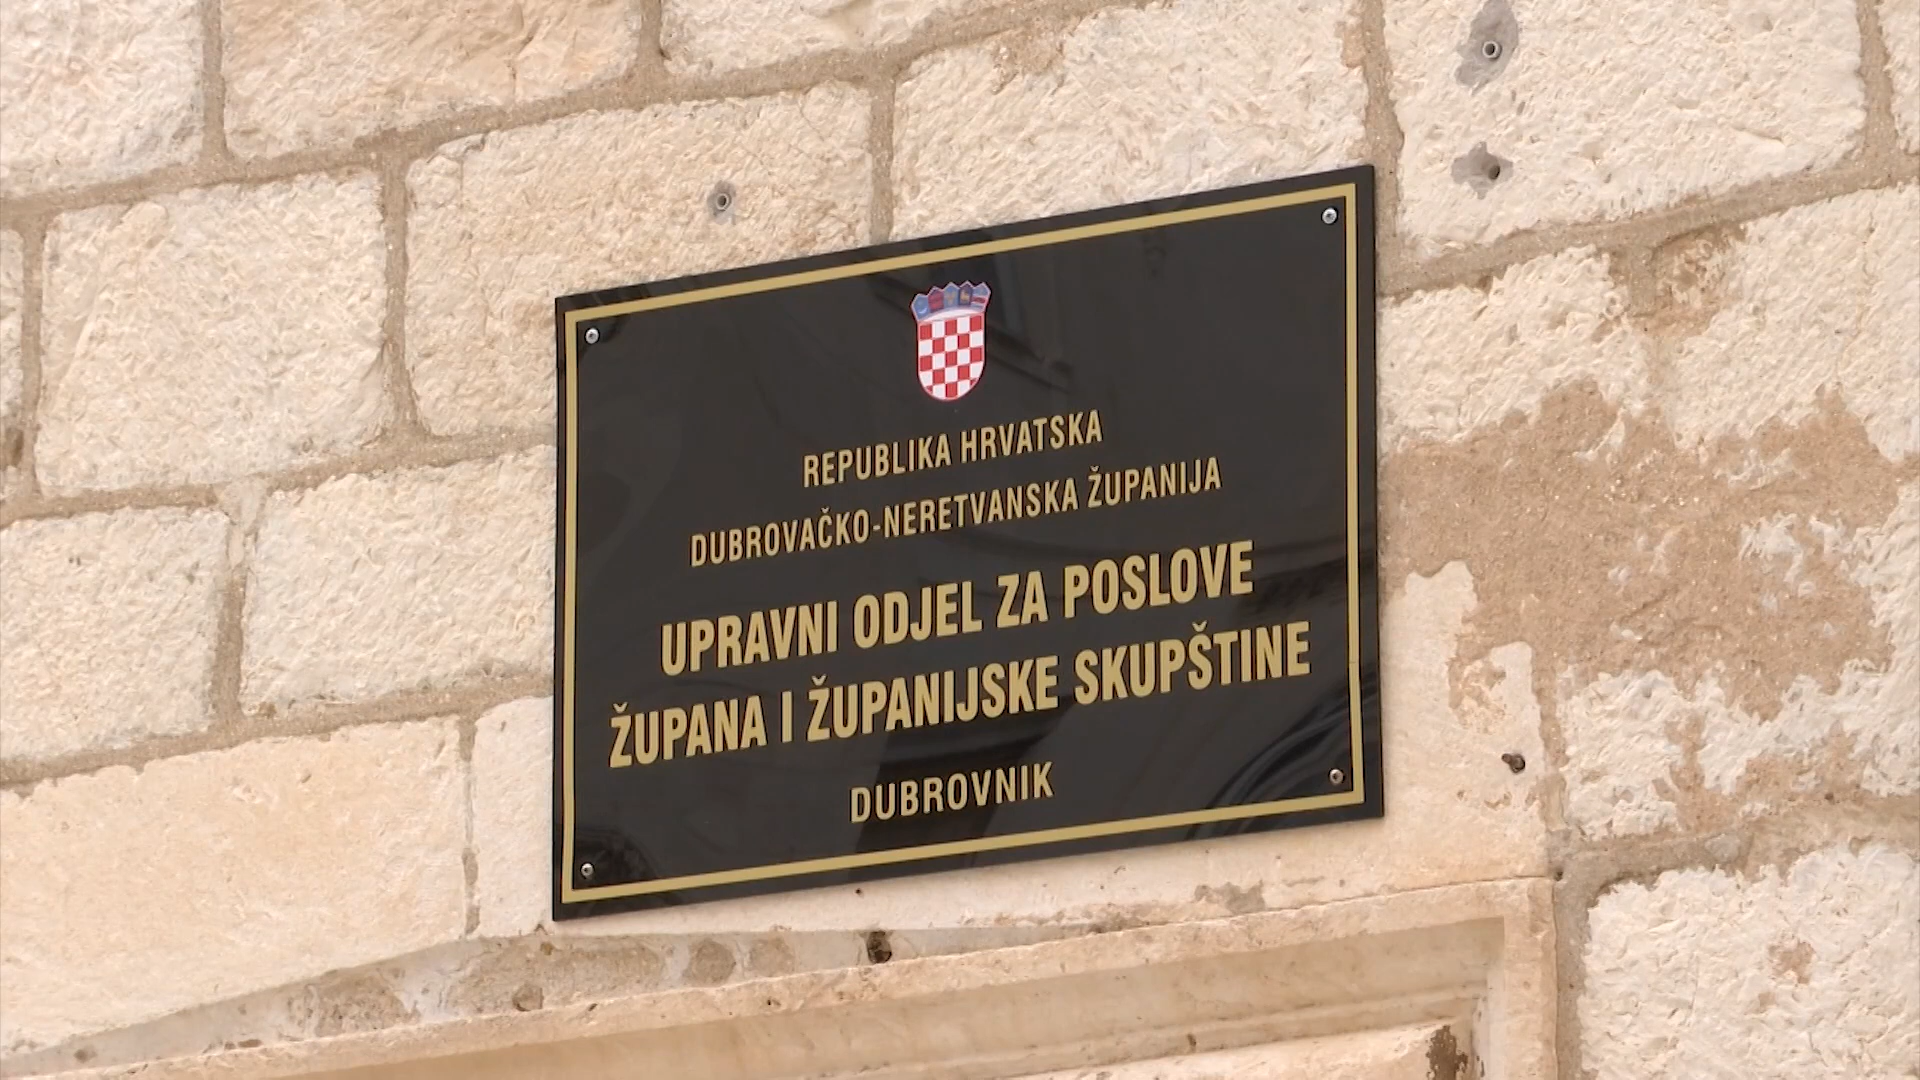 REPUBLIKA HRVATSKA
DUBROVAČKO-NERETVANSKA ŽUPANIJA
UPRAVNI ODJEL ZA POSLOVE
ŽUPANA I ŽUPANIJSKE SKUPŠTINE
DUBROVNIK